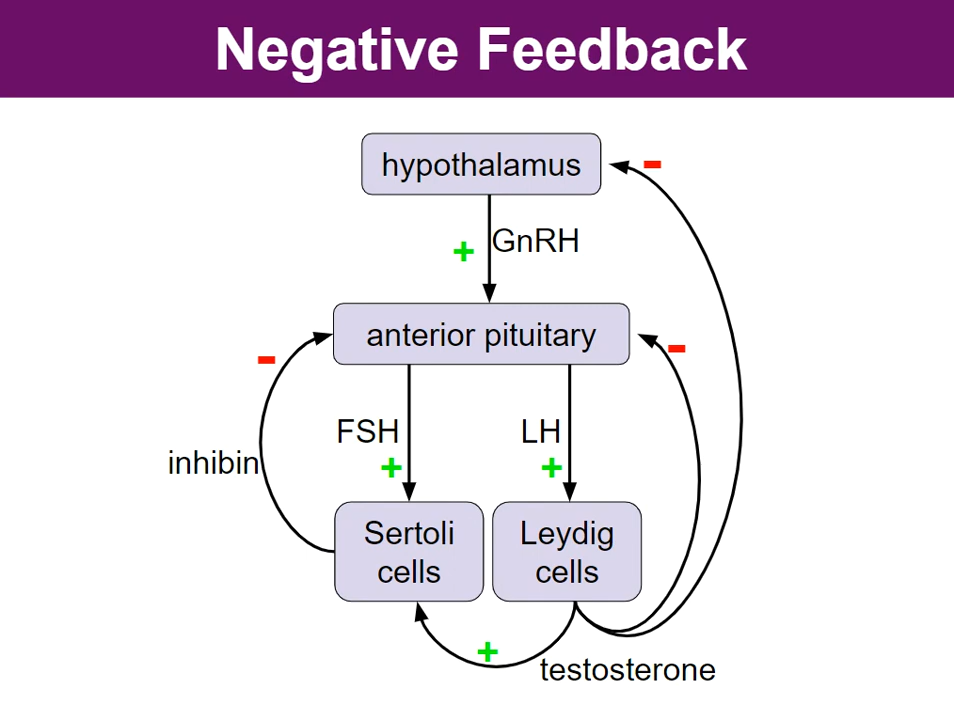 Negative Feedback
hypothalamus
-
+
GnRH
anterior pituitary
-
-
FSH
LH
inhibin
+
+
Sertoli
cells
Leydig
cells
+
testosterone